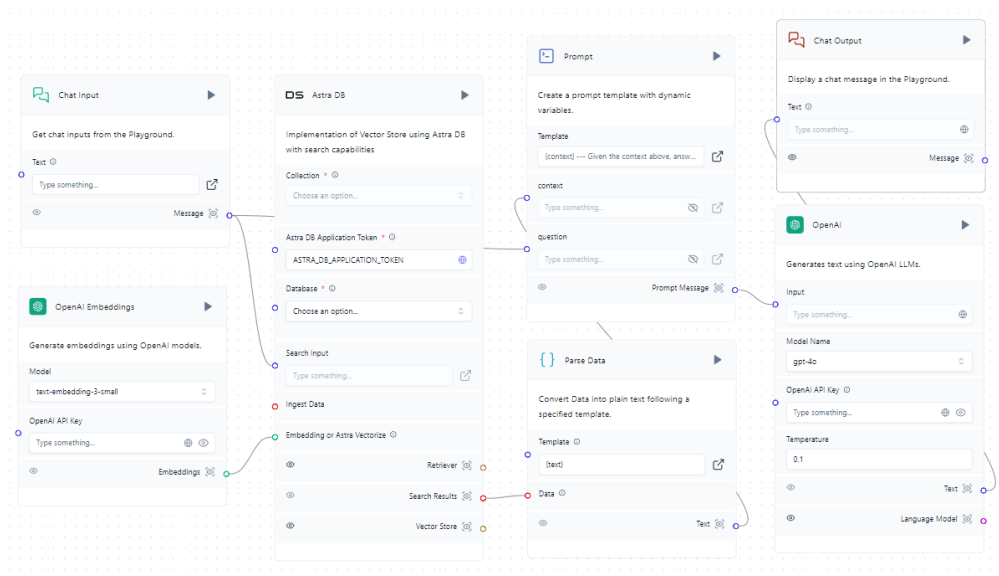 Chat Input
Get chat inputs from the Playground.
Text
Type something...
Message
OpenAI Embeddings
Generate embeddings using OpenAI models.
Model
text-embedding-3-small
OpenAI API Key
Type something...
Embeddings
DS Astra DB
Implementation of Vector Store using Astra DB
with search capabilities
Collection *
Choose an option...
Astra DB Application Token *
ASTRA_DB_APPLICATION_TOKEN
Database *
Choose an option...
Search Input
Type something...
Ingest Data
Embedding or Astra Vectorize
Retriever
Search Results
Vector Store
Prompt
Create a prompt template with dynamic
variables.
Template
{context} --- Given the context above, answ...
context
Type something...
question
Type something...
Prompt Message
Parse Data
Convert Data into plain text following a
specified template.
Template
{text}
Data
Text
Chat Output
Display a chat message in the Playground.
Text
Type something...
Message
OpenAI
Generates text using OpenAI LLMs.
Input
Type something...
Model Name
gpt-4o
OpenAI API Key
Type something...
Temperature
0.1
Text
Language Model